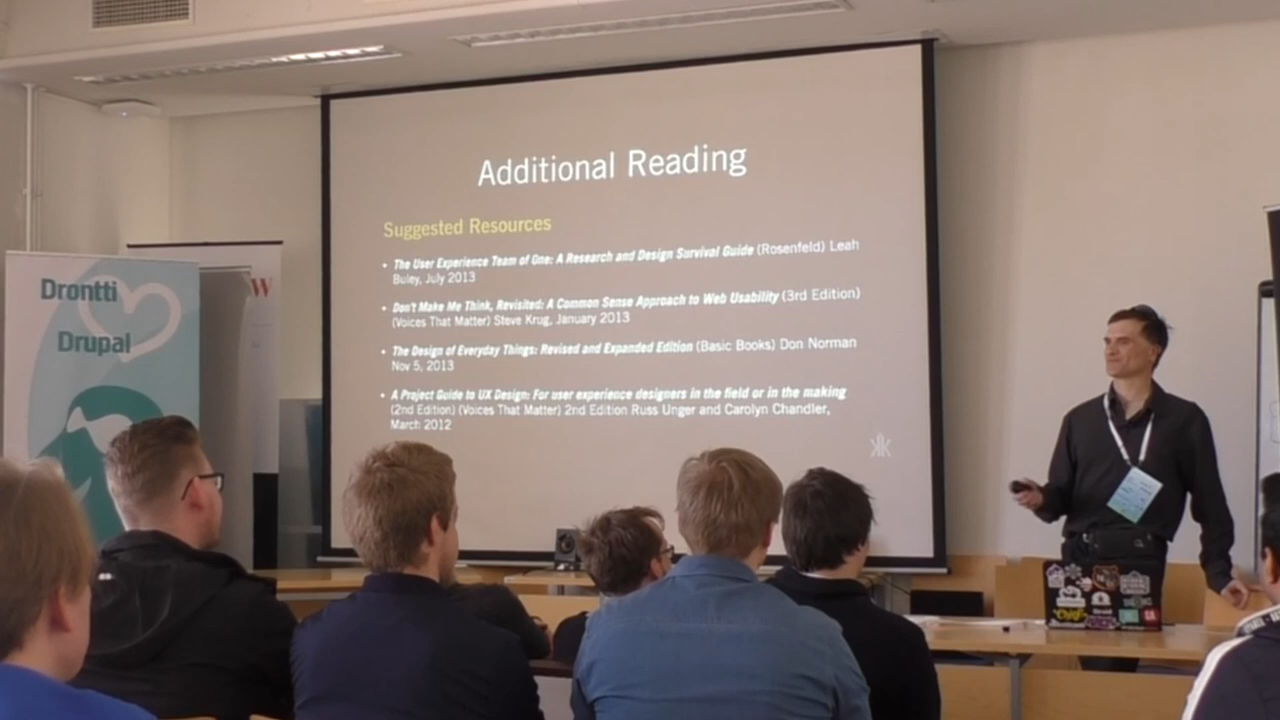 Additional Reading
Suggested Resources
• The User Experience Team of One: A Research and Design Survival Guide (Rosenfeld) Leah
Buley, July 2013
• Don't Make Me Think, Revisited: A Common Sense Approach to Web Usability (3rd Edition)
(Voices That Matter) Steve Krug, January 2013
• The Design of Everyday Things: Revised and Expanded Edition (Basic Books) Don Norman
Nov 5, 2013
• A Project Guide to UX Design: For user experience designers in the field or in the making
(2nd Edition) (Voices That Matter) 2nd Edition Russ Unger and Carolyn Chandler,
March 2012
Drontti
Drupal
W